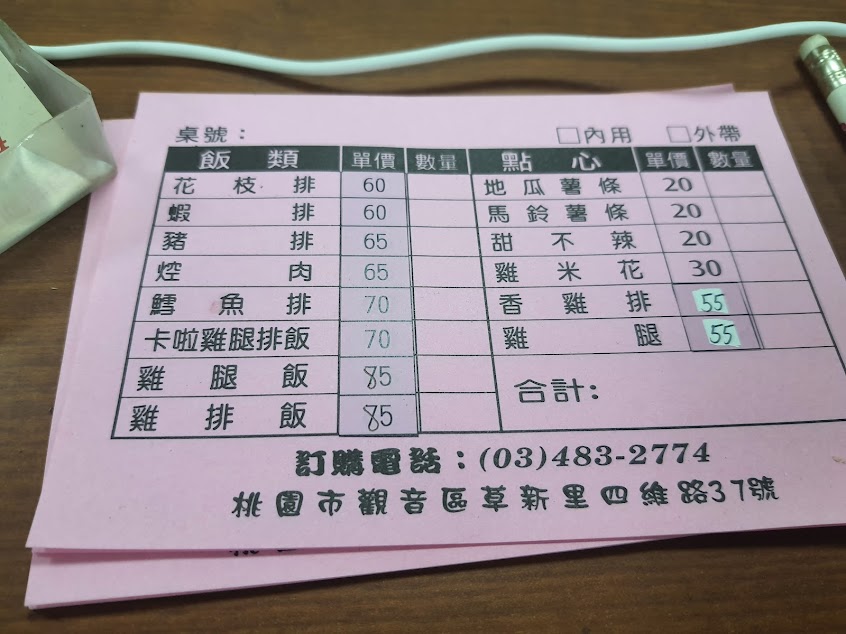 桌號： □內用 □外帶
飯類 單價 數量 點心 單價 數量
花枝排 60 地瓜薯條 20
蝦排 60 馬鈴薯條 20
豬排 65 甜不辣 20
焢肉 65 雞米花 30
鱈魚排 70 香雞排 55
卡啦雞腿排飯 70 雞腿 55
雞腿飯 85 合計:
雞排飯 85
訂購電話：(03)483-2774
桃園市觀音區草新里四維路37號